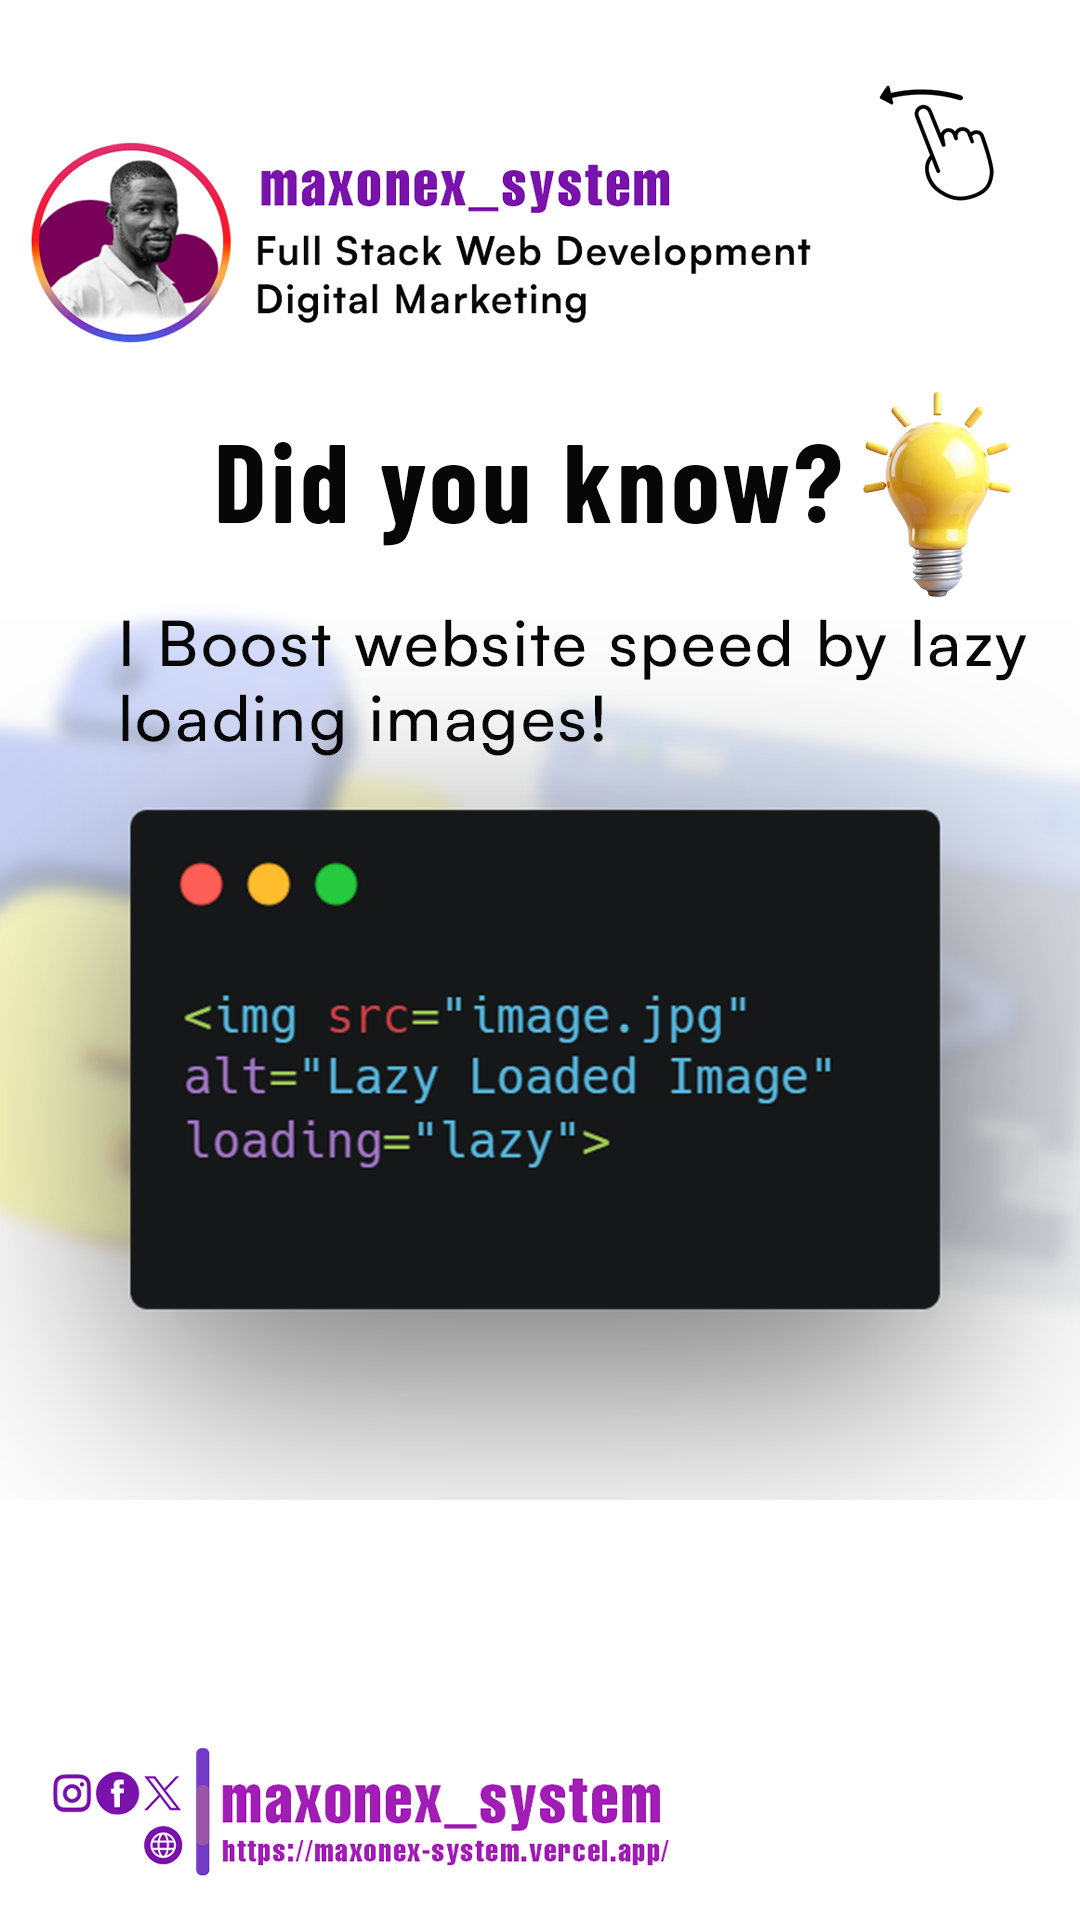 maxonex_system
Full Stack Web Development
Digital Marketing
Did you know?
I Boost website speed by lazy
loading images!
<img src="image.jpg"
alt="Lazy Loaded Image"
loading="lazy">
maxonex_system
https://maxonex-system.vercel.app/